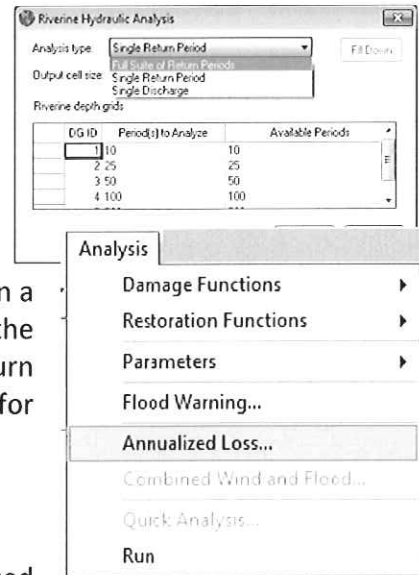 Riverine Hydraulic Analysis
Analysis type: Single Return Period Fill Down
Full Suite of Return Periods
Output cell size: Single Return Period
Single Discharge
Riverine depth grids
DG ID Period(s) to Analyze Available Periods
1 10 10
2 25 25
3 50 50
4 100 100
Analysis
Damage Functions
Restoration Functions
Parameters
Flood Warning...
Annualized Loss...
Combined Wind and Flood...
Quick Analysis...
Run
n a
the
urn
for